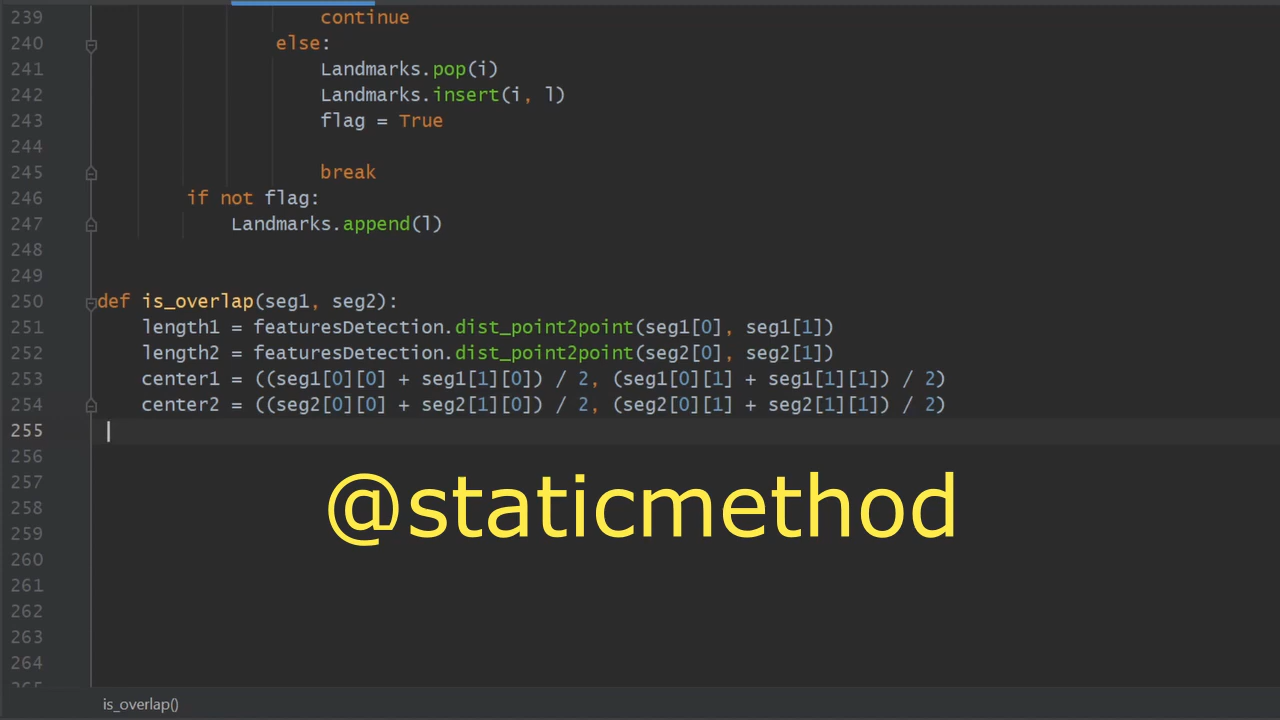 239 continue
240 else:
241 Landmarks.pop(i)
242 Landmarks.insert(i, l)
243 flag = True
244
245 break
246 if not flag:
247 Landmarks.append(l)
248
249
250 def is_overlap(seg1, seg2):
251 length1 = featuresDetection.dist_point2point(seg1[0], seg1[1])
252 length2 = featuresDetection.dist_point2point(seg2[0], seg2[1])
253 center1 = ((seg1[0][0] + seg1[1][0]) / 2, (seg1[0][1] + seg1[1][1]) / 2)
254 center2 = ((seg2[0][0] + seg2[1][0]) / 2, (seg2[0][1] + seg2[1][1]) / 2)
255
256
257
@staticmethod
258
259
260
261
262
263
264
is_overlap()